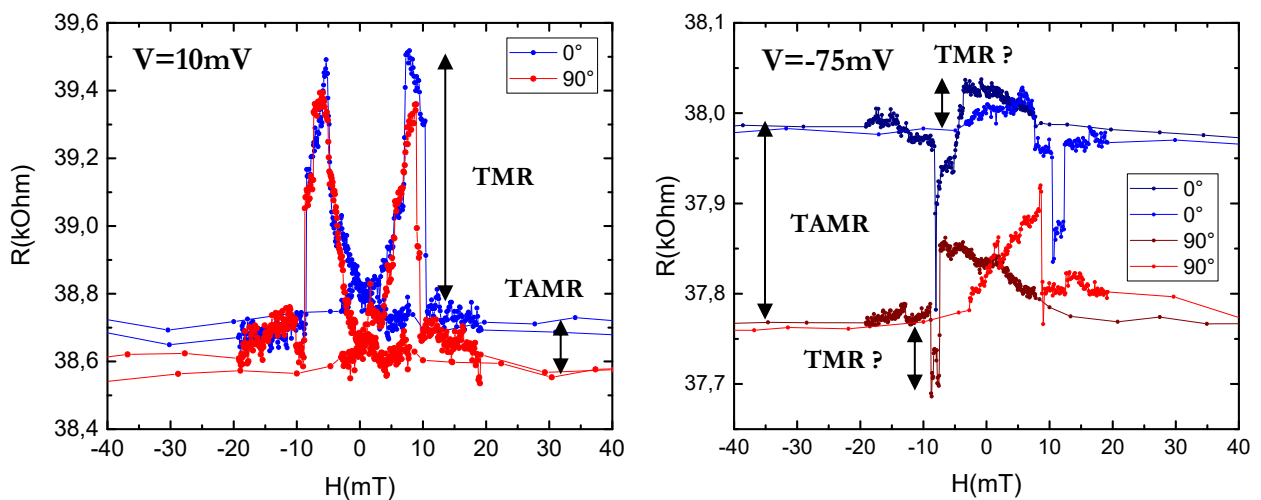 V=10mV
0°
90°
TMR
TAMR
39,6
39,4
39,2
39,0
38,8
38,6
38,4
R(kOhm)
-40 -30 -20 -10 0 10 20 30 40
H(mT)
V=-75mV
TMR ?
TAMR
0°
0°
90°
90°
TMR ?
38,1
38,0
37,9
37,8
37,7
R(kOhm)
-40 -30 -20 -10 0 10 20 30 40
H(mT)